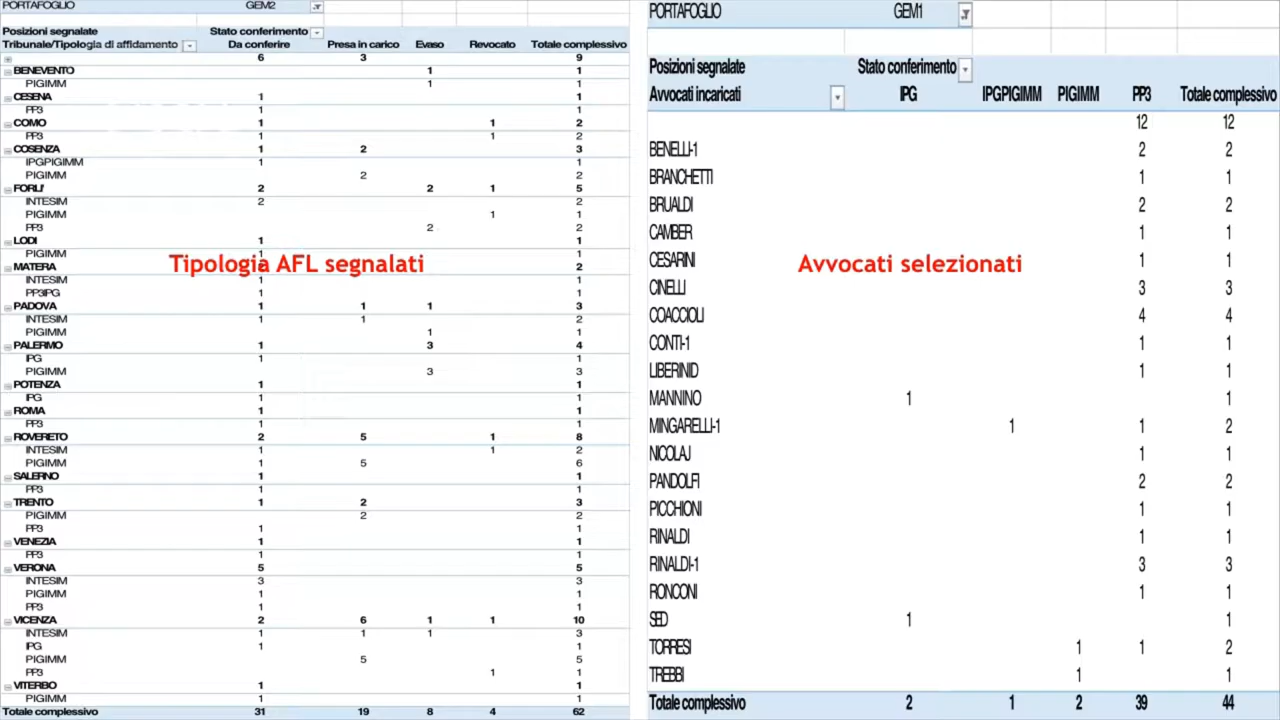 PORTAFOGLIO GEM2
Posizioni segnalate Stato conferimento
Tribunale/Tipologia di affidamento Da conferire Presa in carico Evaso Revocato Totale complessivo
6 3 9
BENEVENTO 1 1
PIGIMM 1 1
CESENA 1 1
PP3 1 1
COMO 1 1 2
PP3 1 1 2
COSENZA 1 2 3
IPGPIGIMM 1 1
PIGIMM 2 2
FORLI' 2 2 1 5
INTESIM 2 2
PIGIMM 1 1
PP3 2 2
LODI 1 1
PIGIMM 1 1
Tipologia AFL segnalati
MATERA 2 2
INTESIM 1 1
PP3IPG 1 1
PADOVA 1 1 1 3
INTESIM 1 1 2
PIGIMM 1 1
PALERMO 1 3 4
IPG 1 1
PIGIMM 3 3
POTENZA 1 1
IPG 1 1
ROMA 1 1
PP3 1 1
ROVERETO 2 5 1 8
INTESIM 1 1 2
PIGIMM 1 5 6
SALERNO 1 1
PP3 1 1
TRENTO 1 2 3
PIGIMM 2 2
PP3 1 1
VENEZIA 1 1
PP3 1 1
VERONA 5 5
INTESIM 3 3
PIGIMM 1 1
PP3 1 1
VICENZA 2 6 1 1 10
INTESIM 1 1 1 3
IPG 1 1
PIGIMM 5 5
PP3 1 1
VITERBO 1 1
PIGIMM 1 1
Totale complessivo 31 19 8 4 62
PORTAFOGLIO GEM1
Posizioni segnalate Stato conferimento
Avvocati incaricati IPG IPGPIGIMM PIGIMM PP3 Totale complessivo
12 12
BENELLI-1 2 2
BRANCHETTI 1 1
BRUALDI 2 2
CAMBER 1 1
CESARINI 1 1
Avvocati selezionati
CINELLI 3 3
COACCIOLI 4 4
CONTI-1 1 1
LIBERINID 1 1
MANNINO 1 1
MINGARELLI-1 1 1 2
NICOLAJ 1 1
PANDOLFI 2 2
PICCHIONI 1 1
RINALDI 1 1
RINALDI-1 3 3
RONCONI 1 1
SED 1 1
TORRESI 1 1 2
TREBBI 1 1
Totale complessivo 2 1 2 39 44